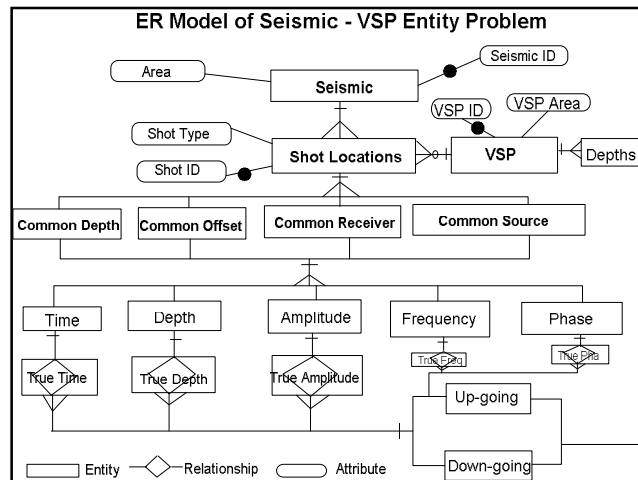 ER Model of Seismic - VSP Entity Problem
Area
Seismic ID
Seismic
VSP ID
VSP Area
Shot Type
Shot Locations
VSP
Depths
Shot ID
Common Depth
Common Offset
Common Receiver
Common Source
Time
Depth
Amplitude
Frequency
Phase
True Time
True Depth
True Amplitude
True Freq
True Pha
Up-going
Down-going
Entity
Relationship
Attribute